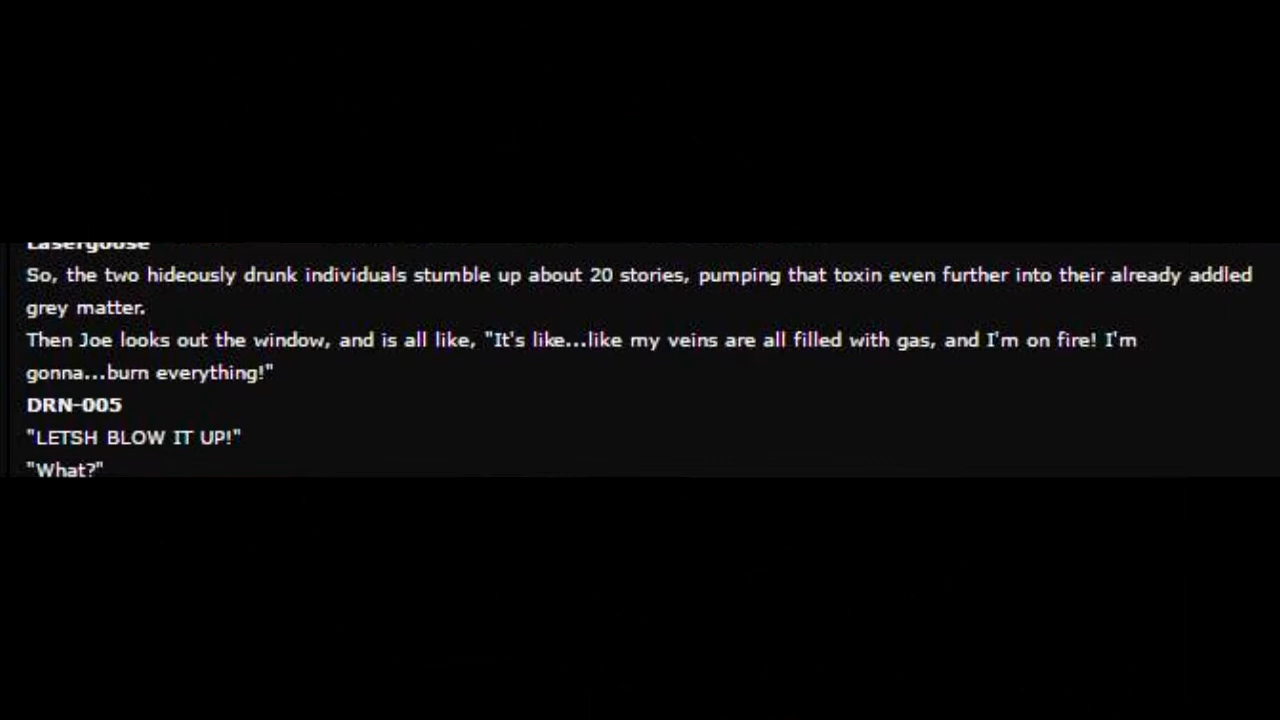 Lasergoose
So, the two hideously drunk individuals stumble up about 20 stories, pumping that toxin even further into their already addled
grey matter.
Then Joe looks out the window, and is all like, "It's like...like my veins are all filled with gas, and I'm on fire! I'm
gonna...burn everything!"
DRN-005
"LETSH BLOW IT UP!"
"What?"